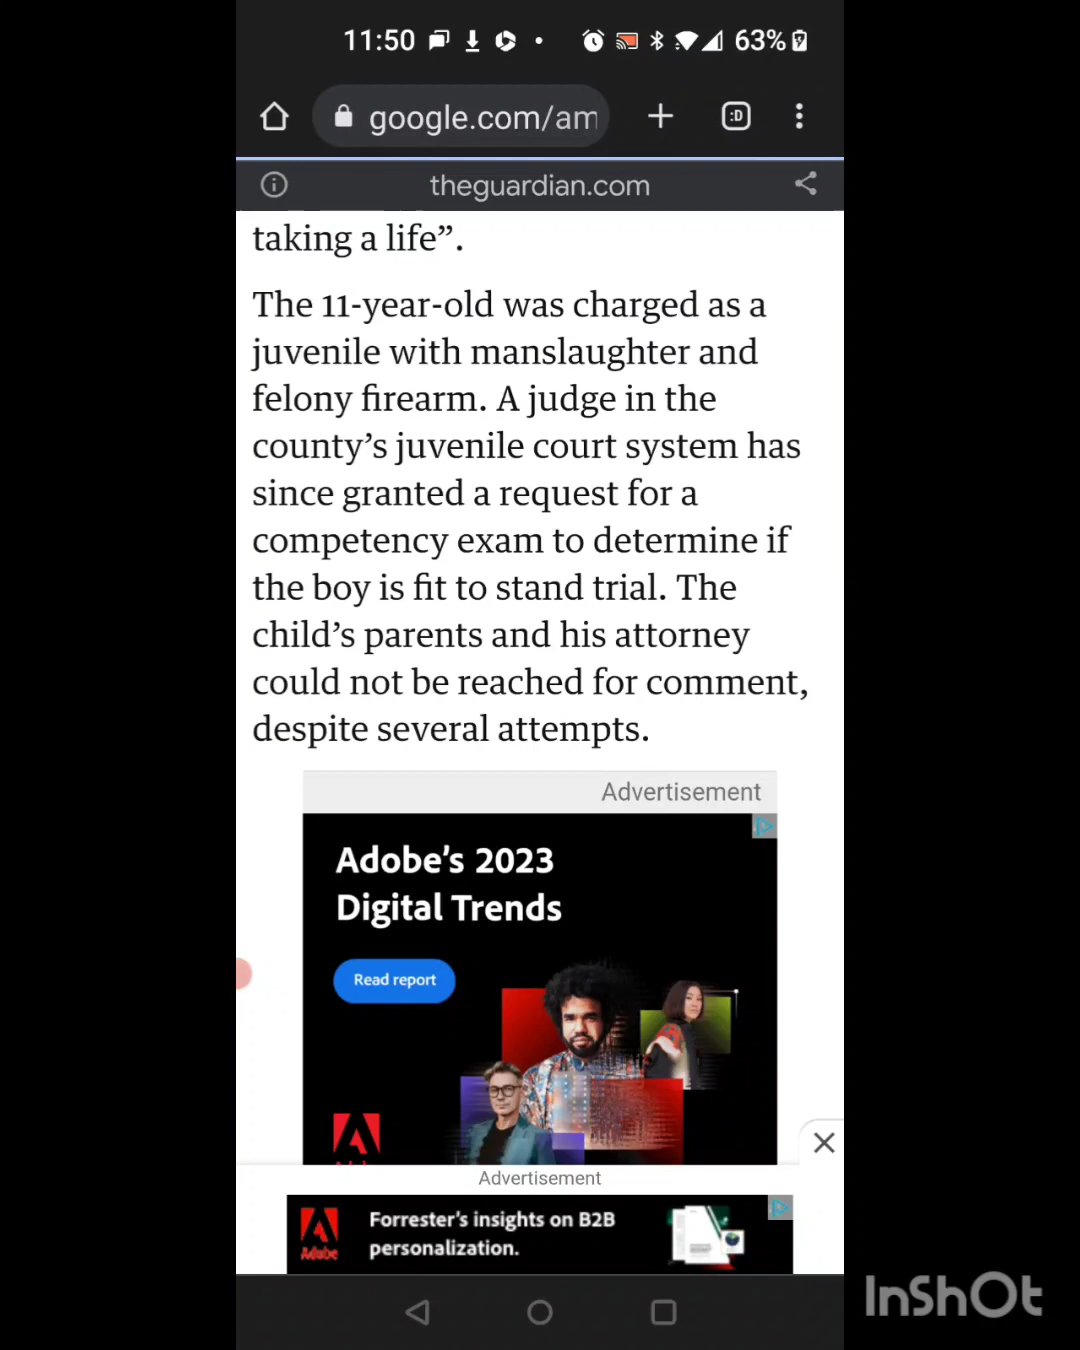 11:50
63%
google.com/am
:D
theguardian.com
taking a life”.
The 11-year-old was charged as a
juvenile with manslaughter and
felony firearm. A judge in the
county’s juvenile court system has
since granted a request for a
competency exam to determine if
the boy is fit to stand trial. The
child’s parents and his attorney
could not be reached for comment,
despite several attempts.
Advertisement
Adobe’s 2023
Digital Trends
Read report
Advertisement
Adobe
Forrester’s insights on B2B
personalization.
InShOt